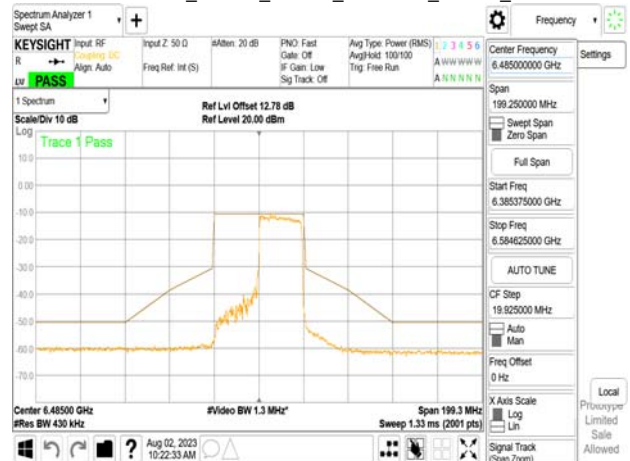 Spectrum Analyzer 1
Swept SA
Frequency
KEYSIGHT
R
LV PASS
Input: RF
Coupling: DC
Align: Auto
Input Z: 50 Ω
Freq Ref: Int (S)
#Atten: 20 dB
PNO: Fast
Gate: Off
IF Gain: Low
Sig Track: Off
Avg Type: Power (RMS)
Avg|Hold: 100/100
Trig: Free Run
1 2 3 4 5 6
A W W W W W
A N N N N N
Center Frequency
6.485000000 GHz
Settings
Span
199.250000 MHz
Swept Span
Zero Span
Full Span
Start Freq
6.385375000 GHz
Stop Freq
6.584625000 GHz
AUTO TUNE
CF Step
19.925000 MHz
Auto
Man
Freq Offset
0 Hz
X Axis Scale
Log
Lin
Signal Track
(Span Zoom)
Local
Prototype
Limited
Sale
Allowed
1 Spectrum
Scale/Div 10 dB
Ref Lvl Offset 12.78 dB
Ref Level 20.00 dBm
Log
Trace 1 Pass
10.0
0.00
-10.0
-20.0
-30.0
-40.0
-50.0
-60.0
-70.0
Center 6.48500 GHz
#Res BW 430 kHz
#Video BW 1.3 MHz*
Span 199.3 MHz
Sweep 1.33 ms (2001 pts)
?
Aug 02, 2023
10:22:33 AM